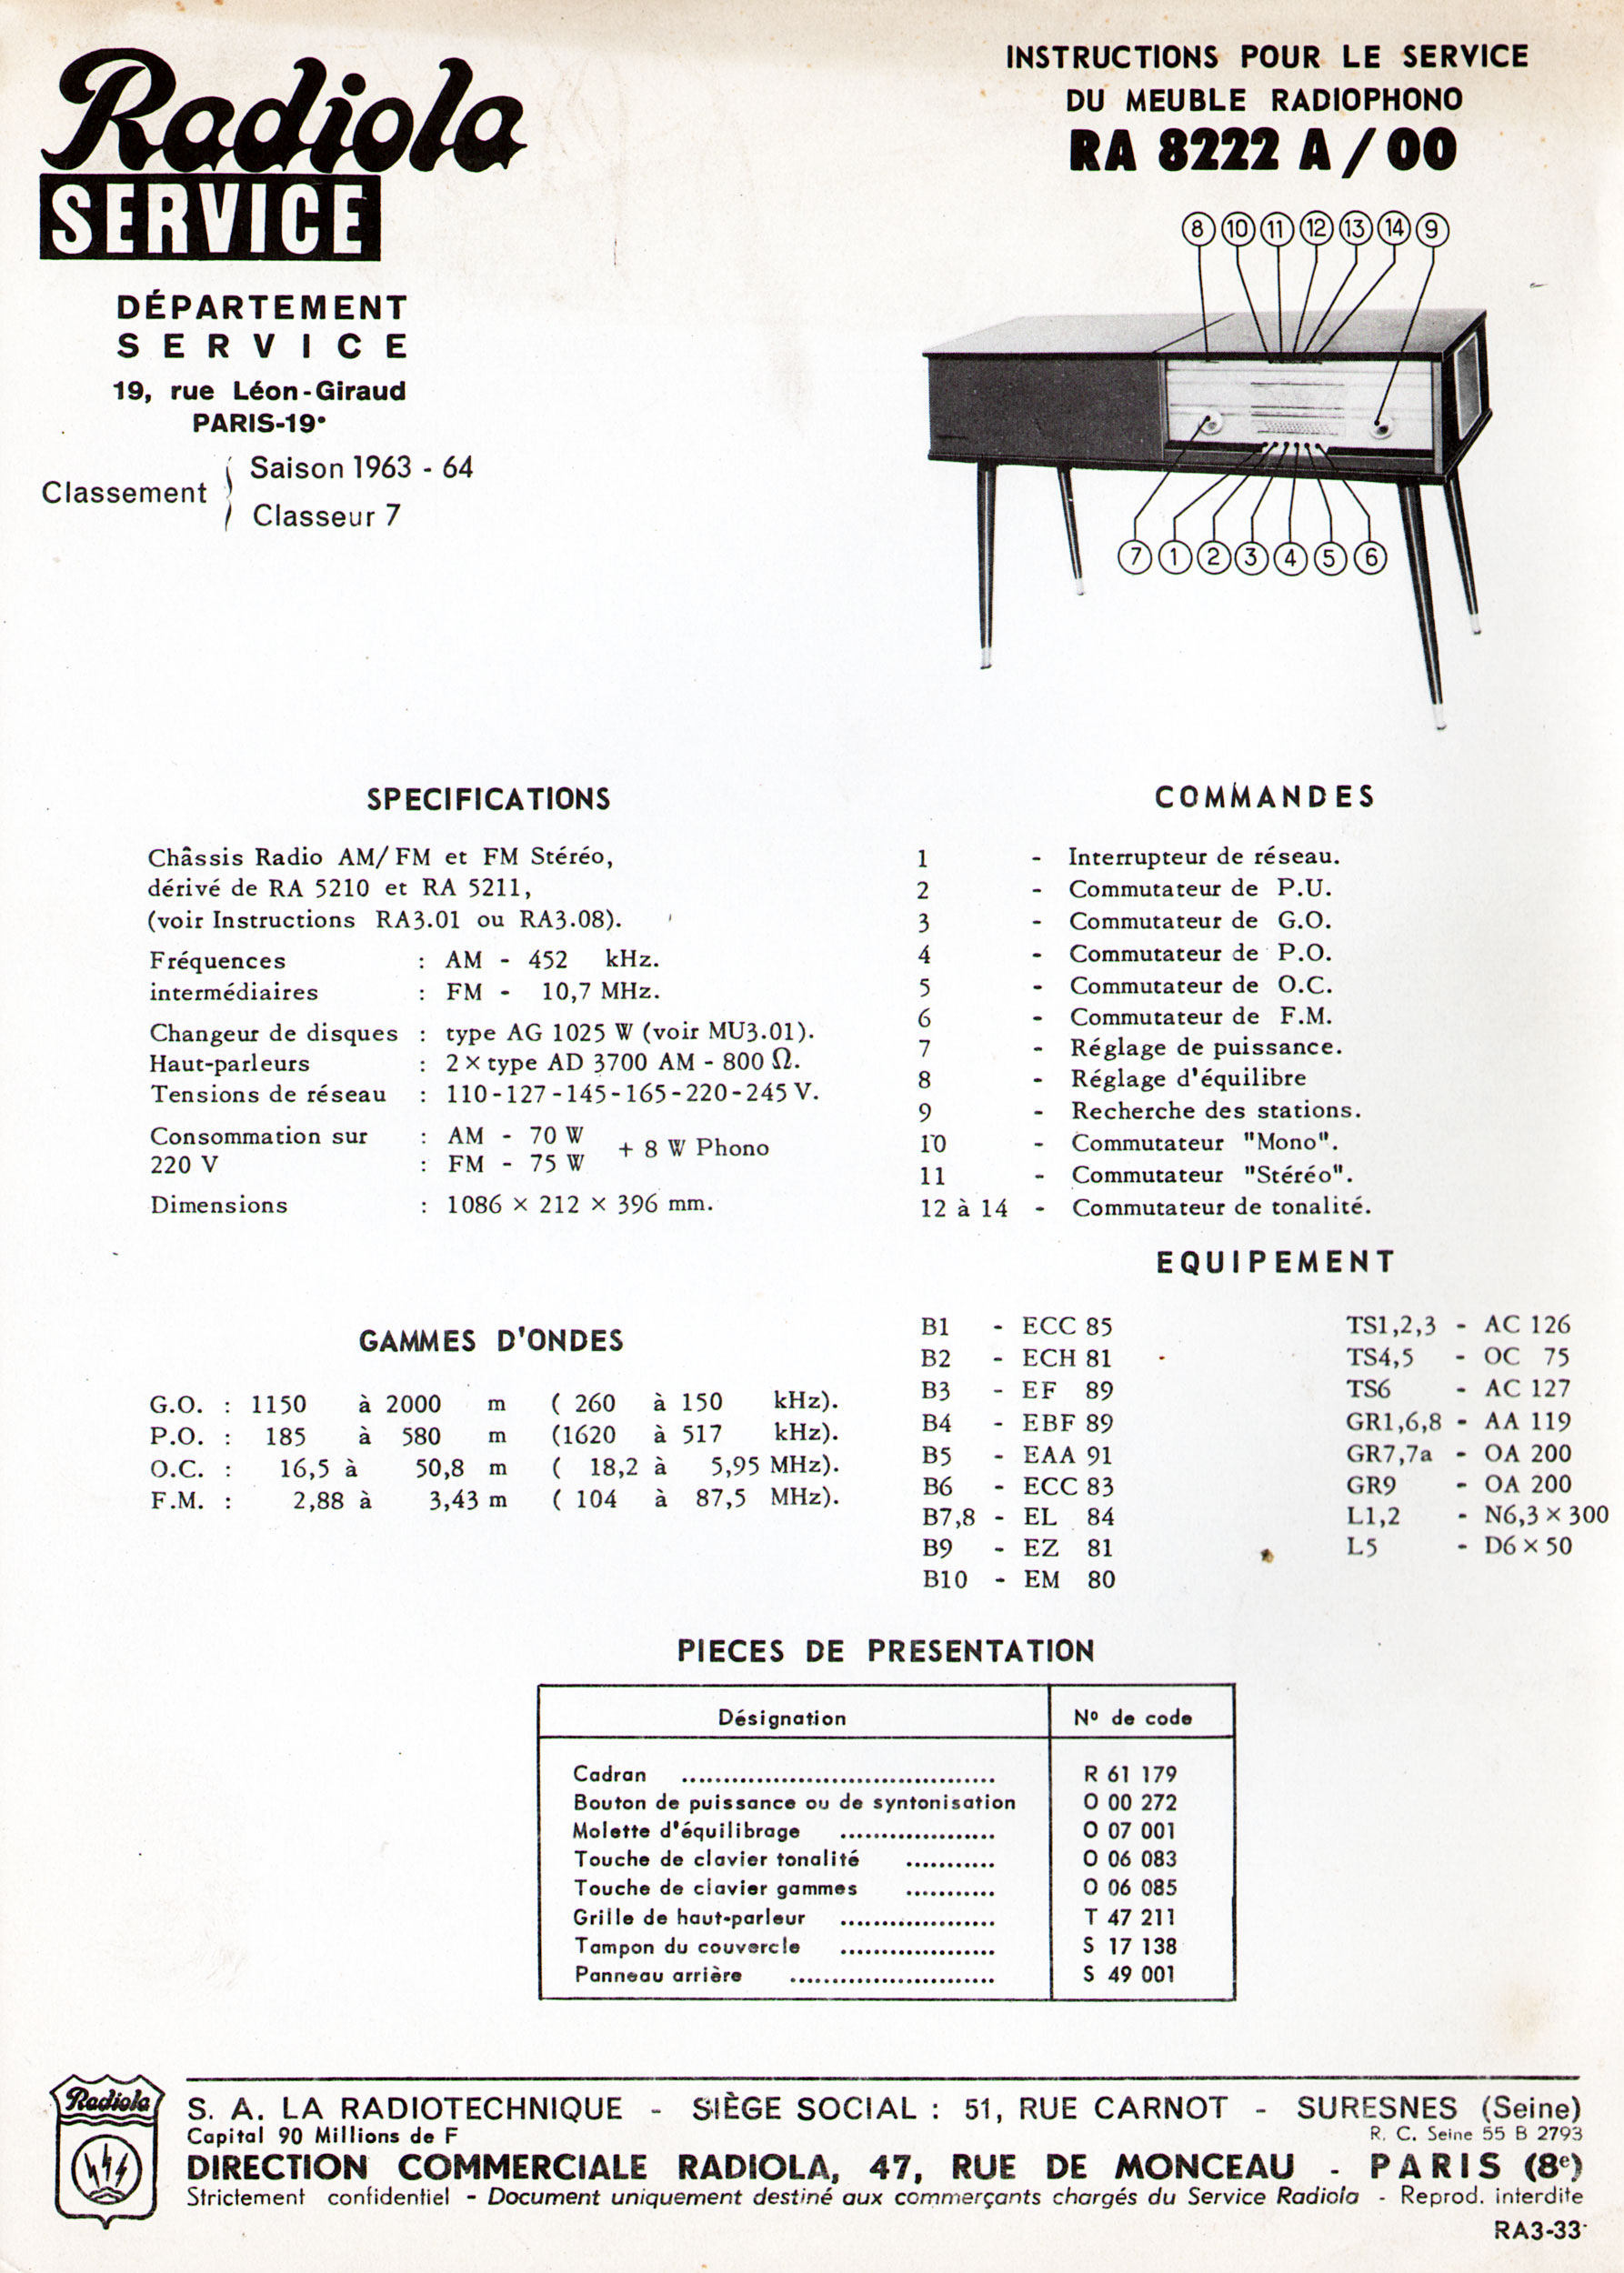 Radiola
SERVICE
DÉPARTEMENT
SERVICE
19, rue Léon-Giraud
PARIS-19e
Classement
Saison 1963 - 64
Classeur 7
INSTRUCTIONS POUR LE SERVICE
DU MEUBLE RADIOPHONO
RA 8222 A / 00
8 10 11 12 13 14 9
7 1 2 3 4 5 6
SPECIFICATIONS
Châssis Radio AM/FM et FM Stéréo,
dérivé de RA 5210 et RA 5211,
(voir Instructions RA3.01 ou RA3.08).
Fréquences : AM - 452 kHz.
intermédiaires : FM - 10,7 MHz.
Changeur de disques : type AG 1025 W (voir MU3.01).
Haut-parleurs : 2 × type AD 3700 AM - 800 Ω.
Tensions de réseau : 110-127-145-165-220-245 V.
Consommation sur : AM - 70 W
220 V : FM - 75 W
+ 8 W Phono
Dimensions : 1086 × 212 × 396 mm.
COMMANDES
1 - Interrupteur de réseau.
2 - Commutateur de P.U.
3 - Commutateur de G.O.
4 - Commutateur de P.O.
5 - Commutateur de O.C.
6 - Commutateur de F.M.
7 - Réglage de puissance.
8 - Réglage d'équilibre
9 - Recherche des stations.
10 - Commutateur "Mono".
11 - Commutateur "Stéréo".
12 à 14 - Commutateur de tonalité.
GAMMES D'ONDES
G.O. : 1150 à 2000 m ( 260 à 150 kHz).
P.O. : 185 à 580 m (1620 à 517 kHz).
O.C. : 16,5 à 50,8 m ( 18,2 à 5,95 MHz).
F.M. : 2,88 à 3,43 m ( 104 à 87,5 MHz).
EQUIPEMENT
B1 - ECC 85
B2 - ECH 81
B3 - EF 89
B4 - EBF 89
B5 - EAA 91
B6 - ECC 83
B7,8 - EL 84
B9 - EZ 81
B10 - EM 80
TS1,2,3 - AC 126
TS4,5 - OC 75
TS6 - AC 127
GR1,6,8 - AA 119
GR7,7a - OA 200
GR9 - OA 200
L1,2 - N6,3 × 300
L5 - D6 × 50
PIECES DE PRESENTATION
Désignation Nº de code
Cadran ...................................... R 61 179
Bouton de puissance ou de syntonisation O 00 272
Molette d'équilibrage ................... O 07 001
Touche de clavier tonalité ........... O 06 083
Touche de clavier gammes ........... O 06 085
Grille de haut-parleur ................... T 47 211
Tampon du couvercle ................... S 17 138
Panneau arrière ......................... S 49 001
Radiola
S. A. LA RADIOTECHNIQUE - SIÈGE SOCIAL : 51, RUE CARNOT - SURESNES (Seine)
Capital 90 Millions de F R. C. Seine 55 B 2793
DIRECTION COMMERCIALE RADIOLA, 47, RUE DE MONCEAU - PARIS (8e)
Strictement confidentiel - Document uniquement destiné aux commerçants chargés du Service Radiola - Reprod. interdite
RA3-33